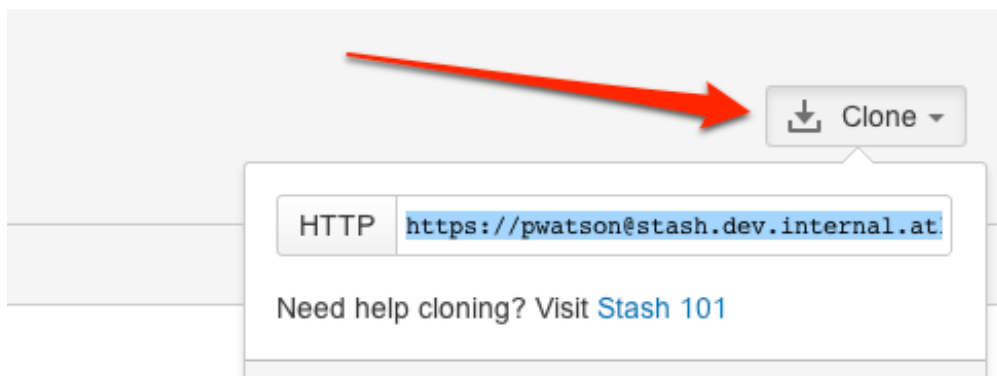 Clone
HTTP https://pwatson@stash.dev.internal.at
Need help cloning? Visit Stash 101